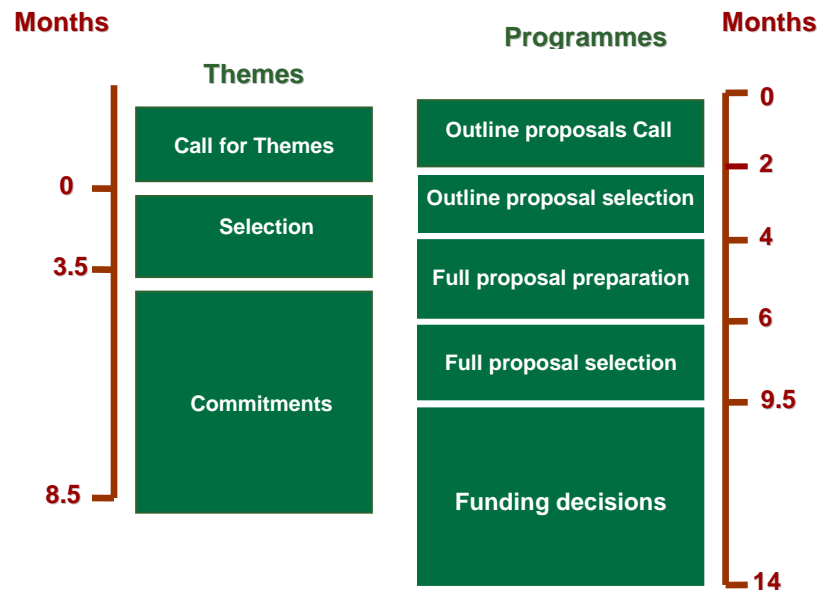 Months
Programmes
Months
Themes
Call for Themes
Selection
Commitments
0
3.5
8.5
Outline proposals Call
Outline proposal selection
Full proposal preparation
Full proposal selection
Funding decisions
0
2
4
6
9.5
14